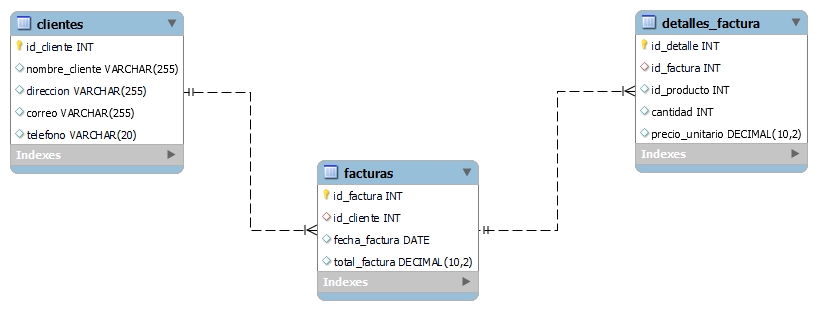 clientes
id_cliente INT
nombre_cliente VARCHAR(255)
direccion VARCHAR(255)
correo VARCHAR(255)
telefono VARCHAR(20)
Indexes
facturas
id_factura INT
id_cliente INT
fecha_factura DATE
total_factura DECIMAL(10,2)
Indexes
detalles_factura
id_detalle INT
id_factura INT
id_producto INT
cantidad INT
precio_unitario DECIMAL(10,2)
Indexes